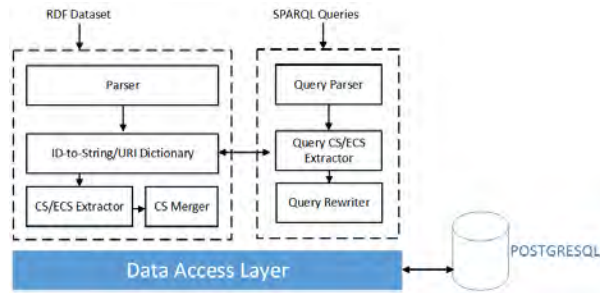 RDF Dataset
SPARQL Queries
Parser
ID-to-String/URI Dictionary
CS/ECS Extractor
CS Merger
Query Parser
Query CS/ECS
Extractor
Query Rewriter
Data Access Layer
POSTGRESQL